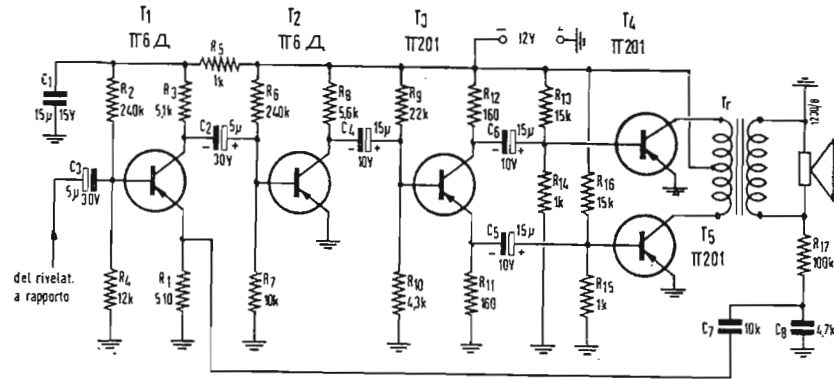 T1
П6 Д
T2
П6 Д
T3
П201
T4
П201
− 12V +
R5
1k
C1
15µ 15V
R2
240k
R3
5,1k
C2
5µ
− 30V +
R6
240k
R8
5,6k
C4
15µ
− 10V +
R9
22k
R12
160
C6
15µ
− 10V +
R13
15k
Tr
C3
5µ
30V
R14
1k
R16
15k
C5
15µ
− 10V +
T5
П201
del rivelat.
a rapporto
R4
12k
R1
510
R7
10k
R10
4,3k
R11
160
R15
1k
R17
100k
C7
10k
C8
4,7k